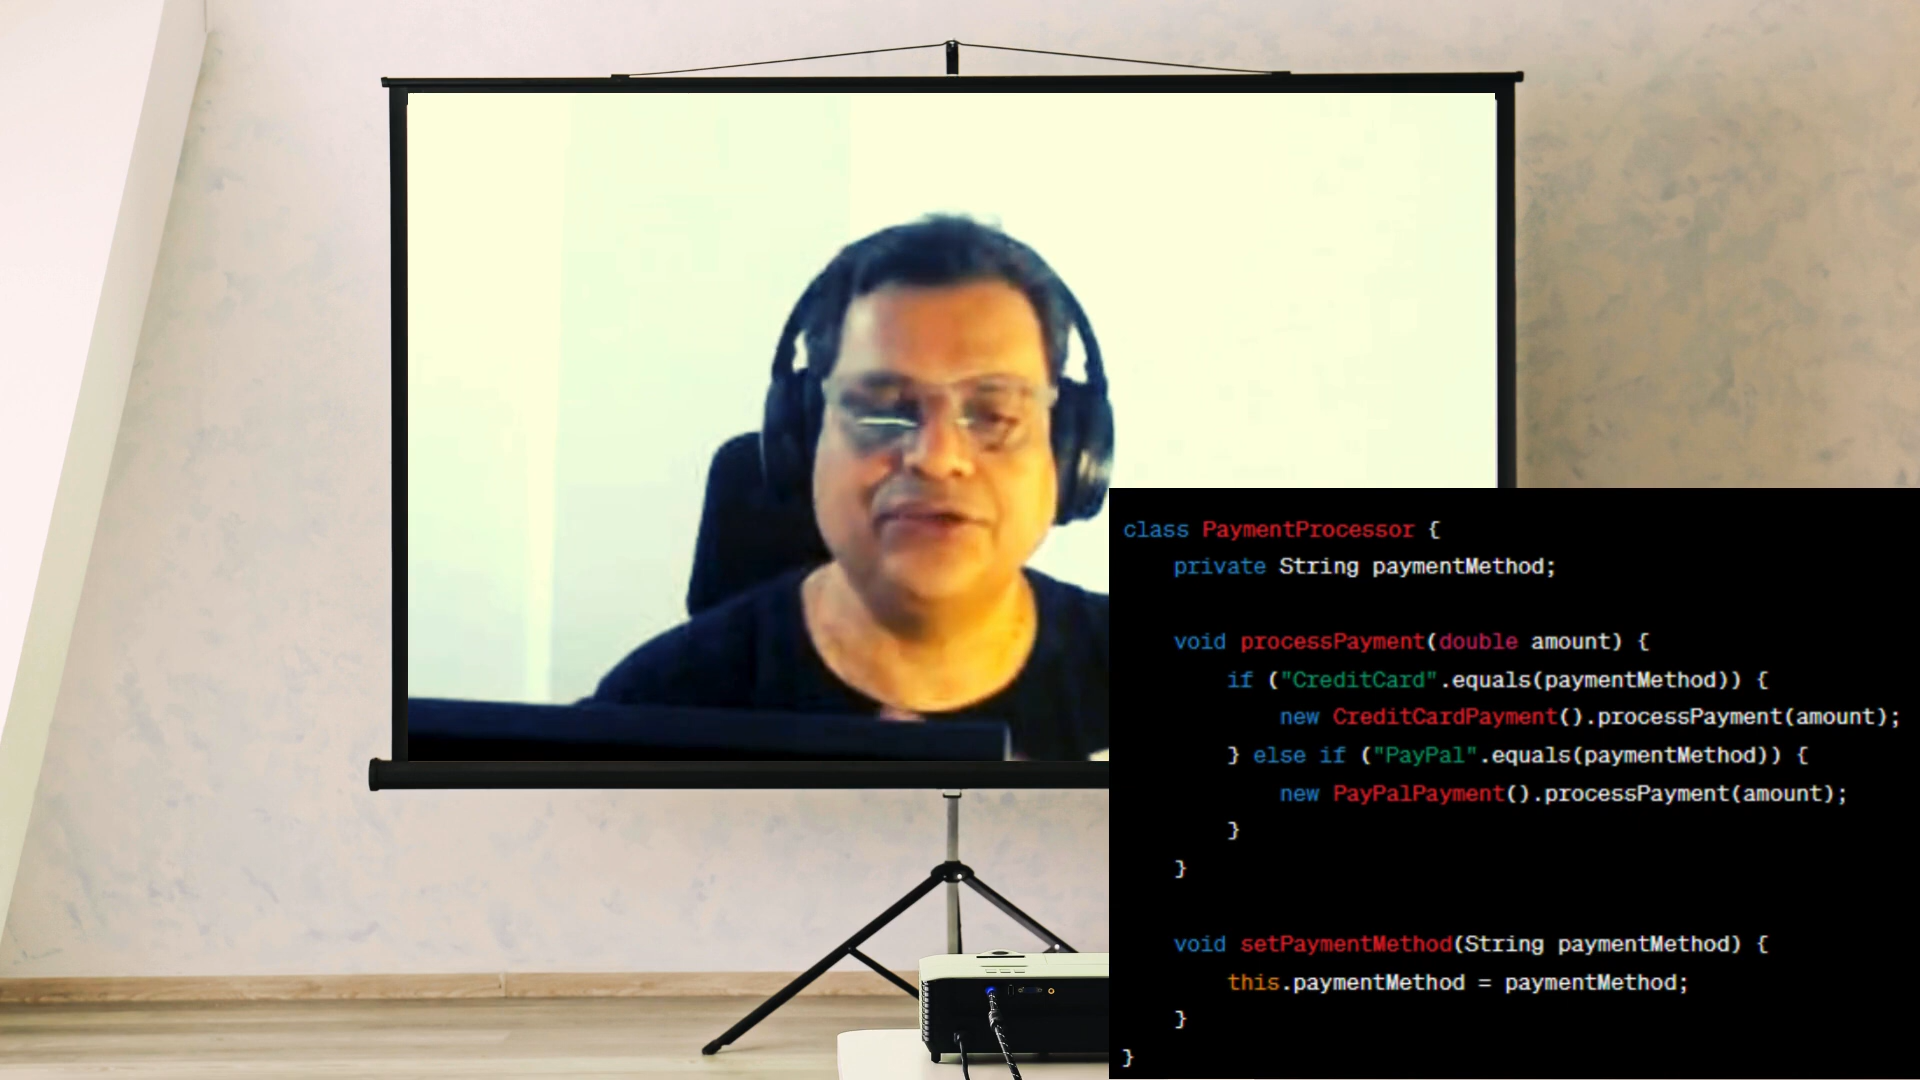 class PaymentProcessor {
private String paymentMethod;
void processPayment(double amount) {
if ("CreditCard".equals(paymentMethod)) {
new CreditCardPayment().processPayment(amount);
} else if ("PayPal".equals(paymentMethod)) {
new PayPalPayment().processPayment(amount);
}
}
void setPaymentMethod(String paymentMethod) {
this.paymentMethod = paymentMethod;
}
}